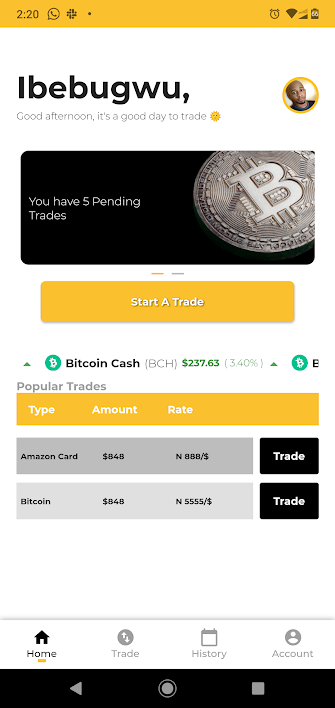 2:20
Ibebugwu,
Good afternoon, it's a good day to trade 🌞
You have 5 Pending
Trades
Start A Trade
Bitcoin Cash (BCH) $237.63 ( 3.40% ) B
Popular Trades
Type Amount Rate
Amazon Card $848 N 888/$ Trade
Bitcoin $848 N 5555/$ Trade
Home Trade History Account